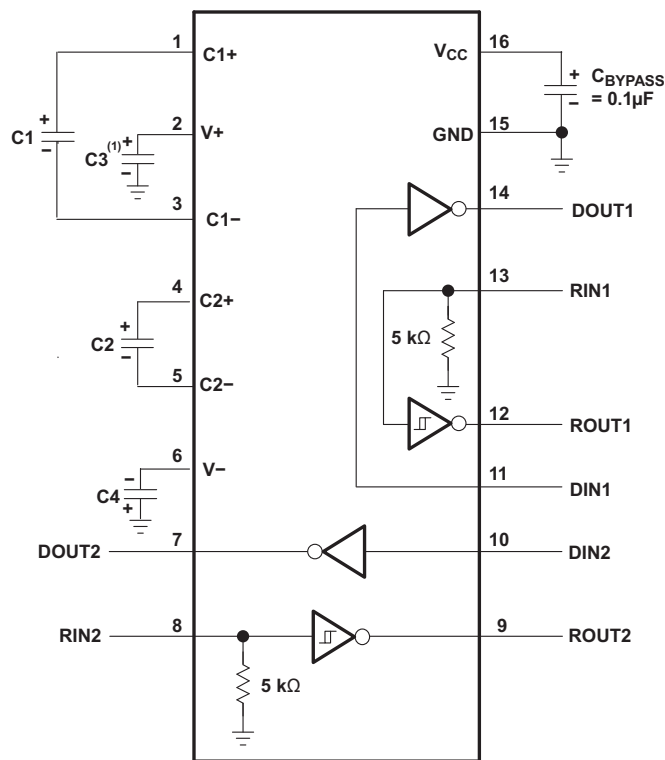 1
C1+
VCC
16
+
CBYPASS
= 0.1µF
−
+
C1
−
2
V+
C3(1)
+
−
GND
15
3
C1−
14
DOUT1
4
C2+
13
RIN1
+
C2
−
5 kΩ
5
C2−
12
ROUT1
6
V−
−
C4
+
11
DIN1
DOUT2
7
10
DIN2
RIN2
8
9
ROUT2
5 kΩ